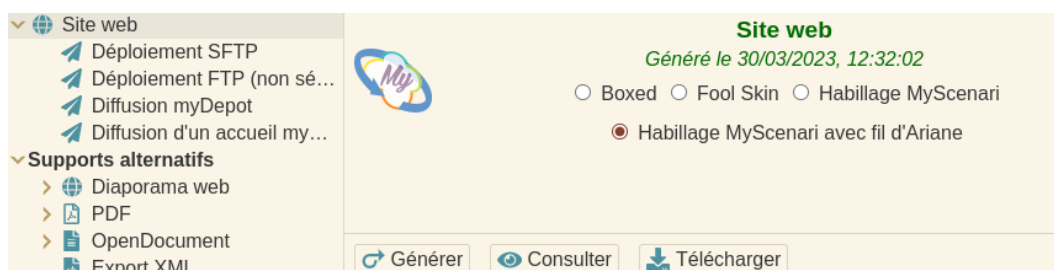 Site web
Déploiement SFTP
Déploiement FTP (non sé...
Diffusion myDepot
Diffusion d'un accueil my...
Supports alternatifs
Diaporama web
PDF
OpenDocument
Export XML
My
Site web
Généré le 30/03/2023, 12:32:02
Boxed Fool Skin Habillage MyScenari
Habillage MyScenari avec fil d'Ariane
Générer Consulter Télécharger